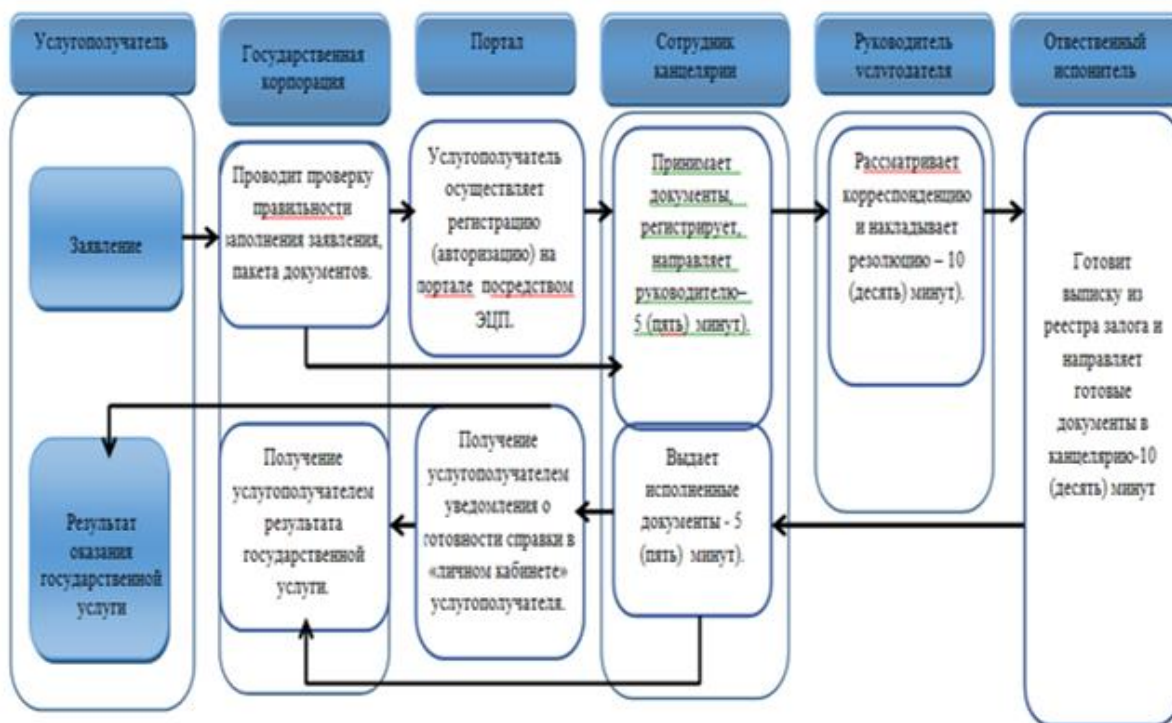 Услугополучатель
Государственная
корпорация
Портал
Сотрудник
канцелярии
Руководитель
услугодателя
Отвественный
испонитель
Заявление
Проводит проверку
правильности
заполнения заявления,
пакета документов.
Услугополучатель
осуществляет
регистрацию
(авторизацию) на
портале посредством
ЭЦП.
Принимает
документы,
регистрирует,
направляет
руководителю–
5 (пять) минут).
Рассматривает
корреспонденцию
и накладывает
резолюцию – 10
(десять) минут).
Готовит
выписку из
реестра залога и
направляет
готовые
документы в
канцелярию-10
(десять) минут
Результат
оказания
государственной
услуги
Получение
услугополучателем
результата
государственной
услуги.
Получение
услугополучателем
уведомления о
готовности справки в
«личном кабинете»
услугополучателя.
Выдает
исполненные
документы - 5
(пять) минут).